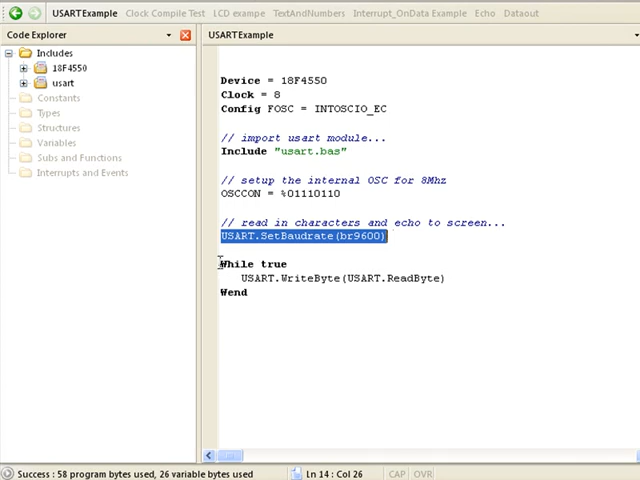 USARTExample Clock Compile Test LCD exampe TextAndNumbers Interrupt_OnData Example Echo Dataout
Code Explorer
USARTExample
Includes
18F4550
usart
Constants
Types
Structures
Variables
Subs and Functions
Interrupts and Events
Device = 18F4550
Clock = 8
Config FOSC = INTOSCIO_EC
// import usart module...
Include "usart.bas"
// setup the internal OSC for 8Mhz
OSCCON = %01110110
// read in characters and echo to screen...
USART.SetBaudrate(br9600)
While true
USART.WriteByte(USART.ReadByte)
Wend
Success : 58 program bytes used, 26 variable bytes used Ln 14 : Col 26 CAP OVR